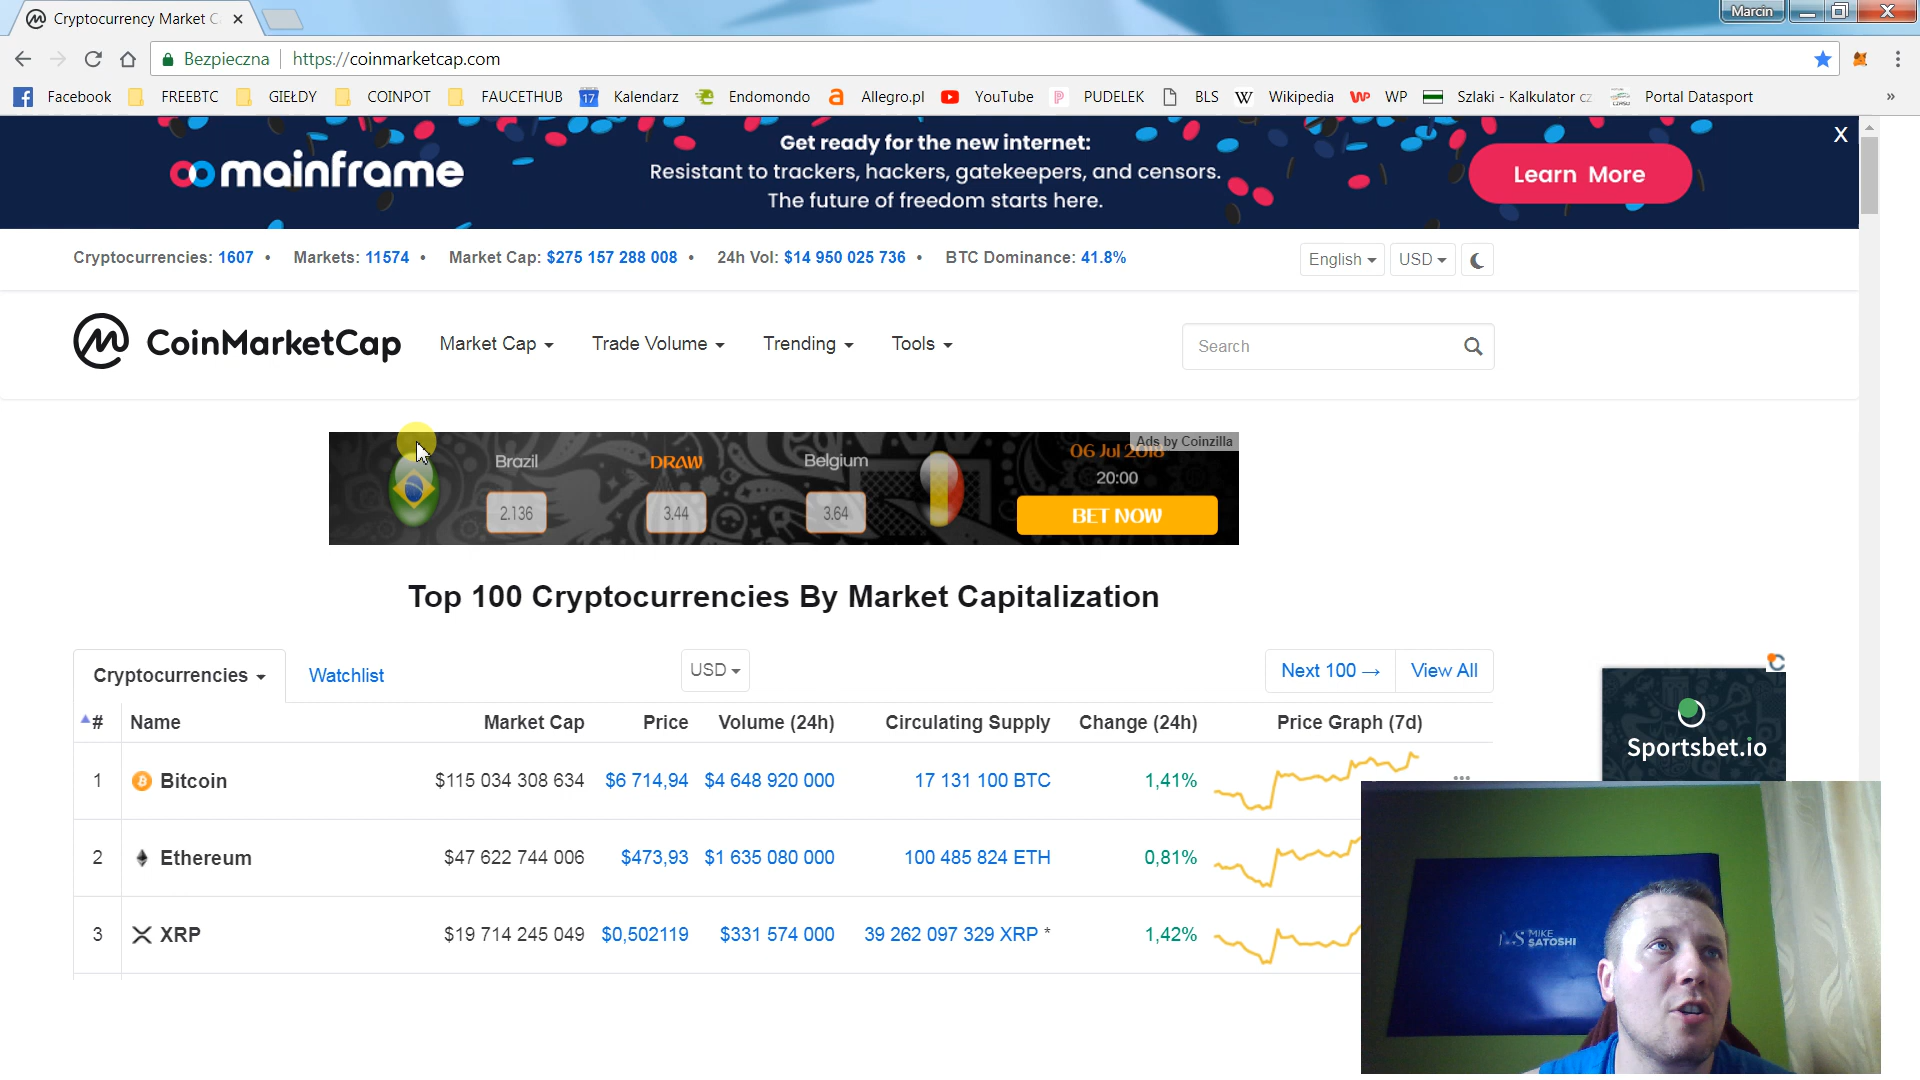 Cryptocurrency Market C
Marcin
Bezpieczna
https://coinmarketcap.com
Facebook
FREEBTC
GIEŁDY
COINPOT
FAUCETHUB
17
Kalendarz
Endomondo
Allegro.pl
YouTube
PUDELEK
BLS
Wikipedia
WP
Szlaki - Kalkulator cz
Portal Datasport
»
mainframe
Get ready for the new internet:
Resistant to trackers, hackers, gatekeepers, and censors.
The future of freedom starts here.
Learn More
X
Cryptocurrencies: 1607 • Markets: 11574 • Market Cap: $275 157 288 008 • 24h Vol: $14 950 025 736 • BTC Dominance: 41.8%
English
USD
CoinMarketCap
Market Cap
Trade Volume
Trending
Tools
Search
Brazil
DRAW
Belgium
2.136
3.44
3.64
Ads by Coinzilla
06 Jul 2018
20:00
BET NOW
Top 100 Cryptocurrencies By Market Capitalization
Cryptocurrencies
Watchlist
USD
Next 100 →
View All
# Name Market Cap Price Volume (24h) Circulating Supply Change (24h) Price Graph (7d)
1 Bitcoin $115 034 308 634 $6 714,94 $4 648 920 000 17 131 100 BTC 1,41%
2 Ethereum $47 622 744 006 $473,93 $1 635 080 000 100 485 824 ETH 0,81%
3 XRP $19 714 245 049 $0,502119 $331 574 000 39 262 097 329 XRP * 1,42%
Sportsbet.io
MS MIKE
SATOSHI